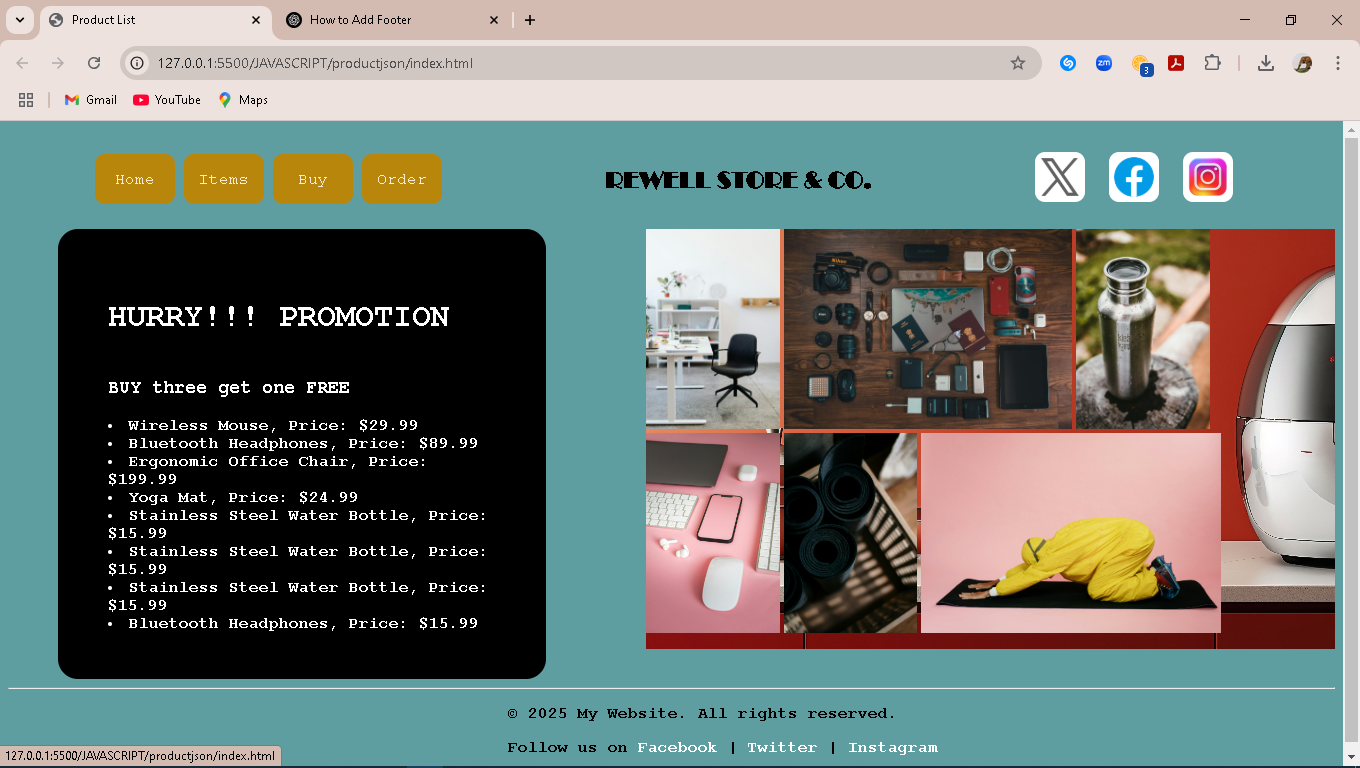 Product List
How to Add Footer
127.0.0.1:5500/JAVASCRIPT/productjson/index.html
zm
3
Gmail
YouTube
Maps
Home
Items
Buy
Order
REWELL STORE & CO.
HURRY!!! PROMOTION
BUY three get one FREE
• Wireless Mouse, Price: $29.99
• Bluetooth Headphones, Price: $89.99
• Ergonomic Office Chair, Price:
$199.99
• Yoga Mat, Price: $24.99
• Stainless Steel Water Bottle, Price:
$15.99
• Stainless Steel Water Bottle, Price:
$15.99
• Stainless Steel Water Bottle, Price:
$15.99
• Bluetooth Headphones, Price: $15.99
Nikon
© 2025 My Website. All rights reserved.
Follow us on Facebook | Twitter | Instagram
127.0.0.1:5500/JAVASCRIPT/productjson/index.html